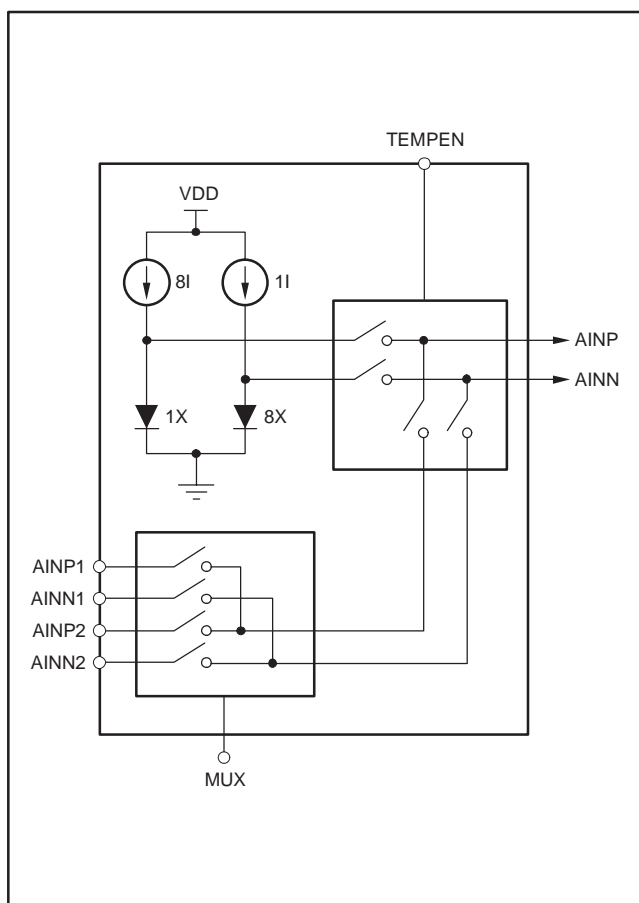 TEMPEN
VDD
8I
1I
AINP
AINN
1X
8X
AINP1
AINN1
AINP2
AINN2
MUX